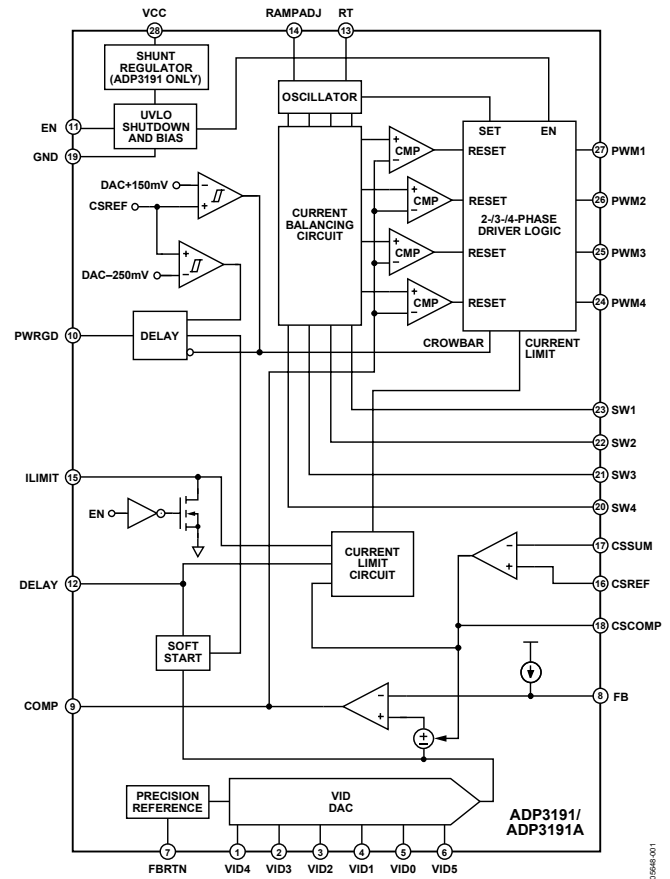 VCC
RAMPADJ
RT
28
14
13
SHUNT
REGULATOR
(ADP3191 ONLY)
OSCILLATOR
EN
11
UVLO
SHUTDOWN
AND BIAS
GND
19
SET
EN
+
–
CMP
RESET
27
PWM1
DAC+150mV
–
CSREF
+
CURRENT
BALANCING
CIRCUIT
+
–
CMP
RESET
26
PWM2
2-/3-/4-PHASE
DRIVER LOGIC
+
DAC–250mV
–
+
–
CMP
RESET
25
PWM3
+
–
CMP
RESET
24
PWM4
PWRGD
10
DELAY
CROWBAR
CURRENT
LIMIT
23
SW1
22
SW2
21
SW3
20
SW4
ILIMIT
15
EN
CURRENT
LIMIT
CIRCUIT
–
+
17
CSSUM
16
CSREF
DELAY
12
18
CSCOMP
SOFT
START
COMP
9
–
+
8
FB
±
PRECISION
REFERENCE
VID
DAC
ADP3191/
ADP3191A
7
1
2
3
4
5
6
FBRTN
VID4
VID3
VID2
VID1
VID0
VID5
05648-001